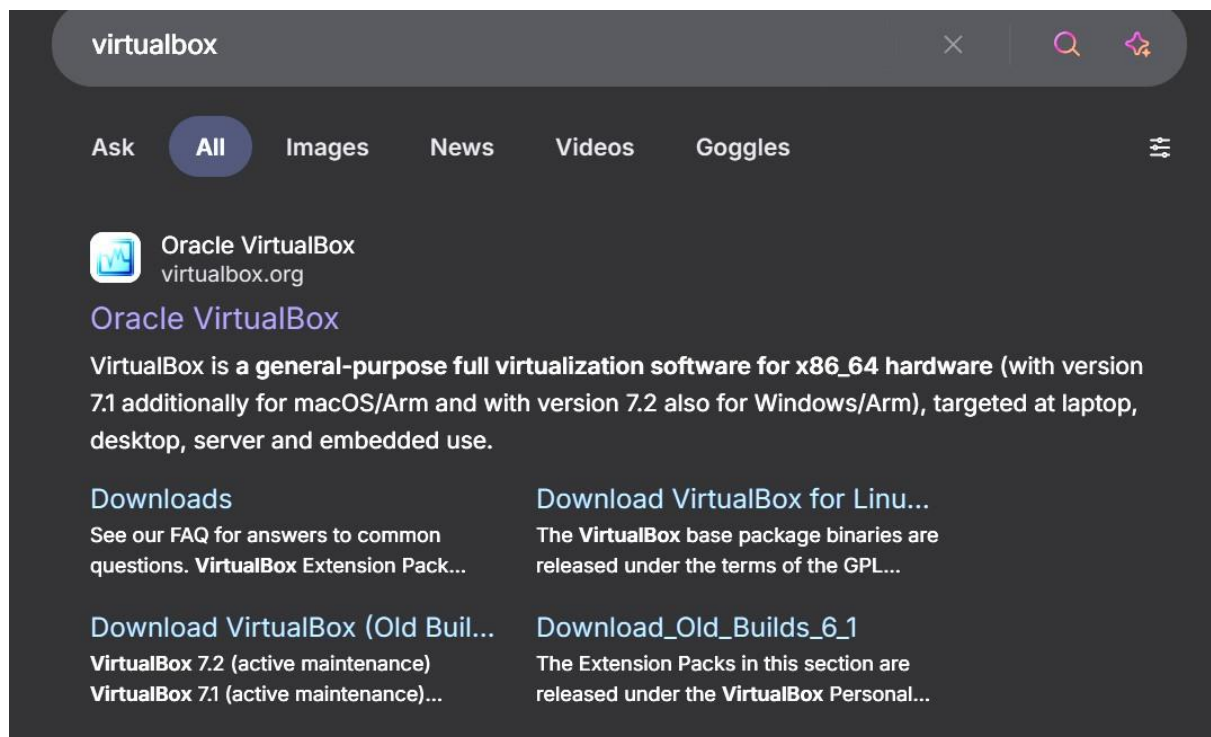 virtualbox
Ask All Images News Videos Goggles
Oracle VirtualBox
virtualbox.org
Oracle VirtualBox
VirtualBox is a general-purpose full virtualization software for x86_64 hardware (with version
7.1 additionally for macOS/Arm and with version 7.2 also for Windows/Arm), targeted at laptop,
desktop, server and embedded use.
Downloads
See our FAQ for answers to common
questions. VirtualBox Extension Pack...
Download VirtualBox for Linu...
The VirtualBox base package binaries are
released under the terms of the GPL...
Download VirtualBox (Old Buil...
VirtualBox 7.2 (active maintenance)
VirtualBox 7.1 (active maintenance)...
Download_Old_Builds_6_1
The Extension Packs in this section are
released under the VirtualBox Personal...